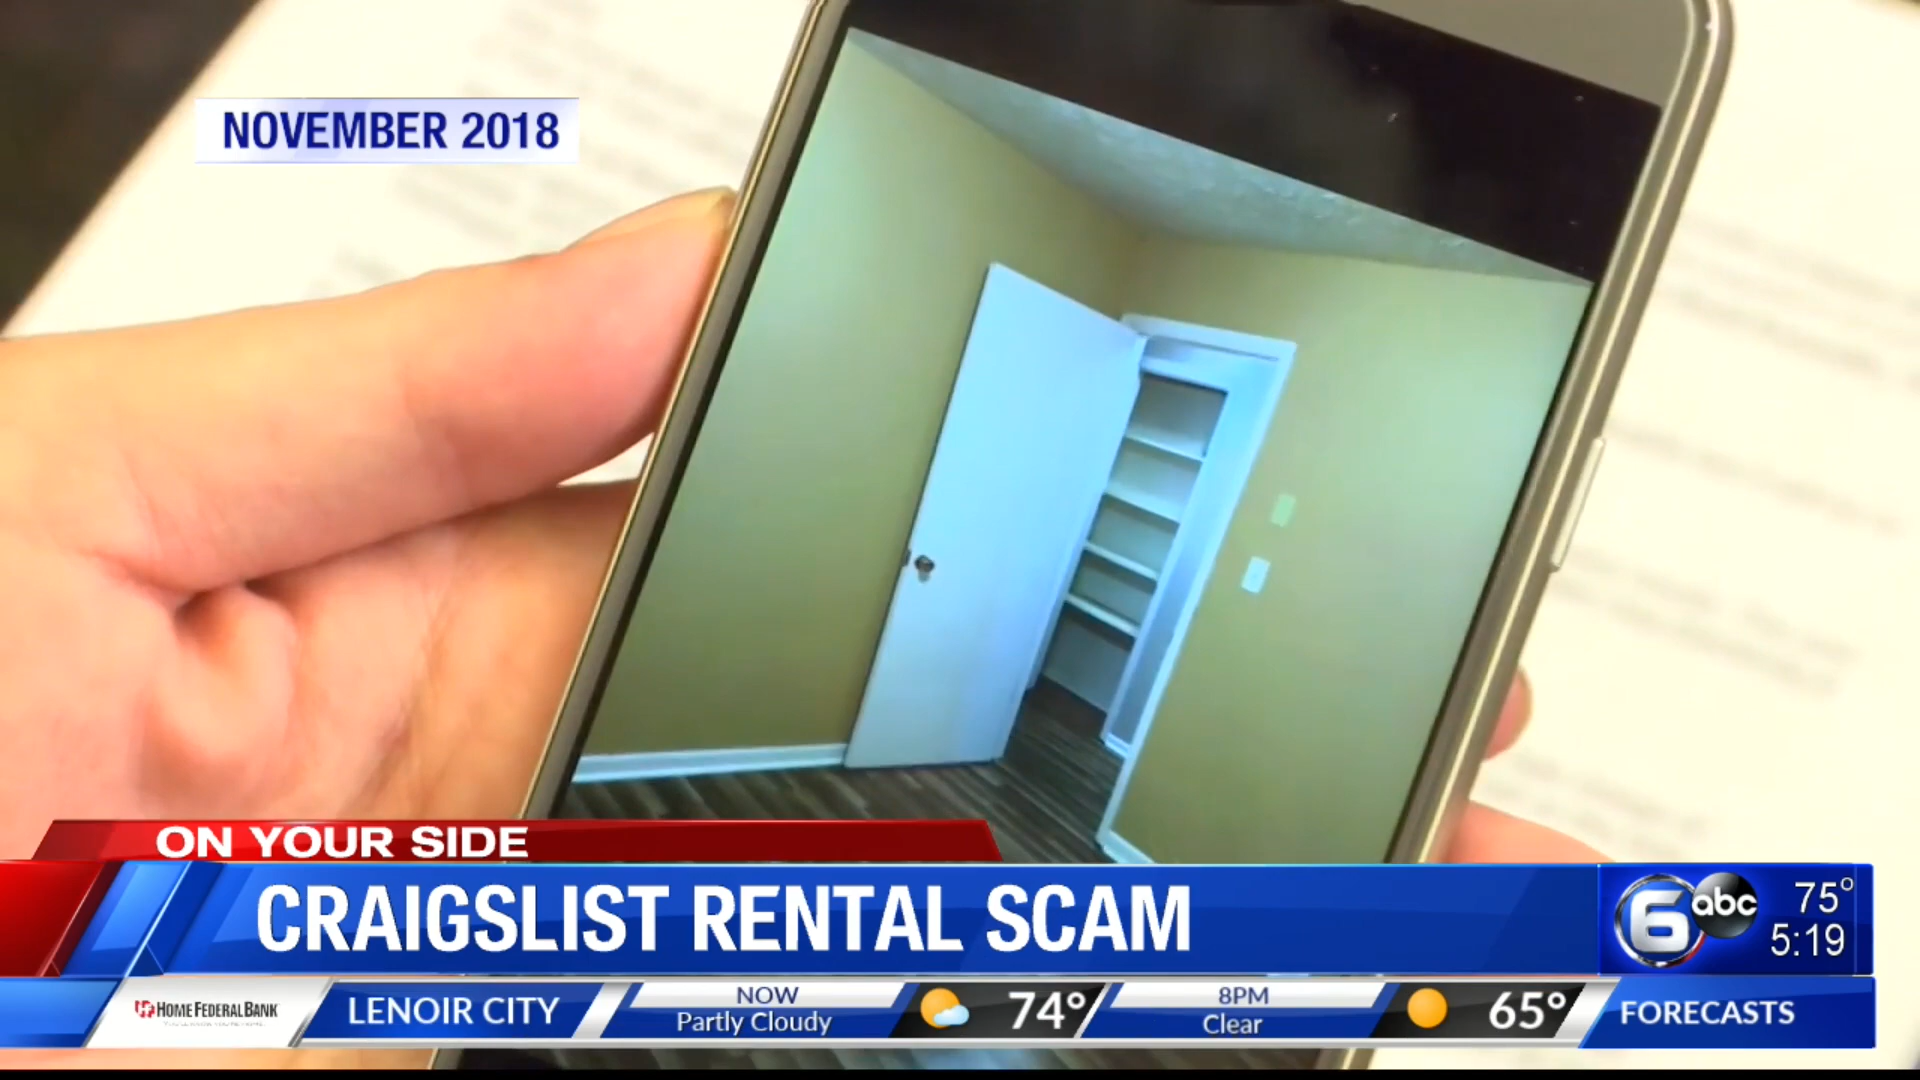 NOVEMBER 2018
ON YOUR SIDE
CRAIGSLIST RENTAL SCAM
6 abc
75°
5:19
HOME FEDERAL BANK
LENOIR CITY
NOW
Partly Cloudy
74°
8PM
Clear
65°
FORECASTS